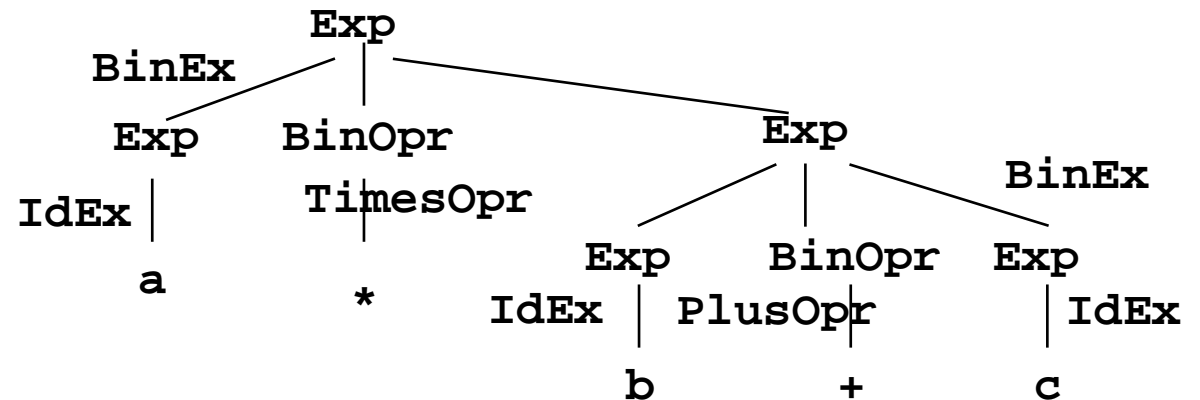 Exp
BinEx
Exp BinOpr Exp
BinEx
IdEx TimesOpr
Exp BinOpr Exp
a *
IdEx PlusOpr IdEx
b + c